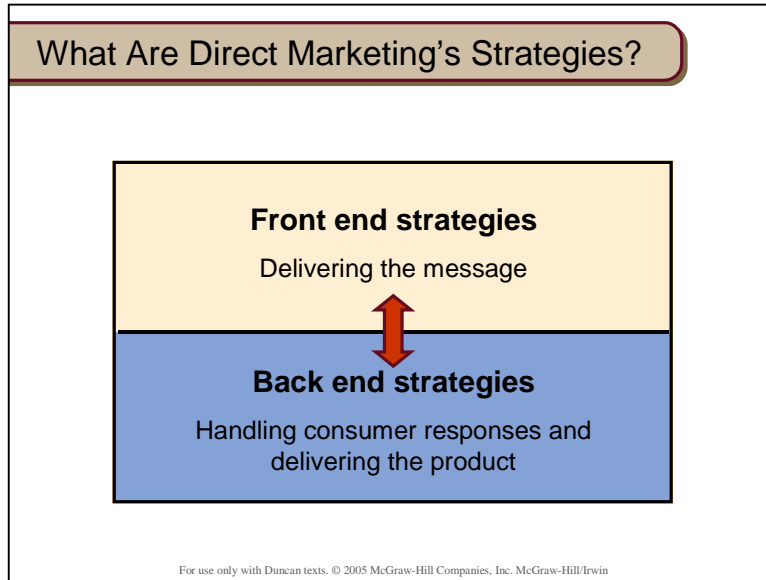 What Are Direct Marketing’s Strategies?
Front end strategies
Delivering the message
Back end strategies
Handling consumer responses and
delivering the product
For use only with Duncan texts. © 2005 McGraw-Hill Companies, Inc. McGraw-Hill/Irwin